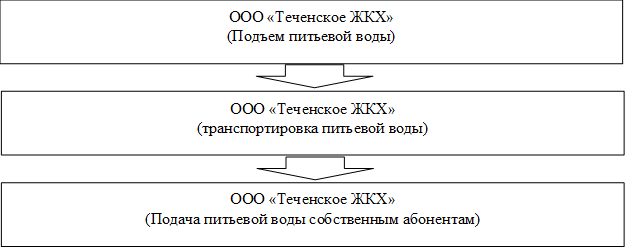 ООО «Теченское ЖКХ»
(Подъем питьевой воды)
ООО «Теченское ЖКХ»
(транспортировка питьевой воды)
ООО «Теченское ЖКХ»
(Подача питьевой воды собственным абонентам)